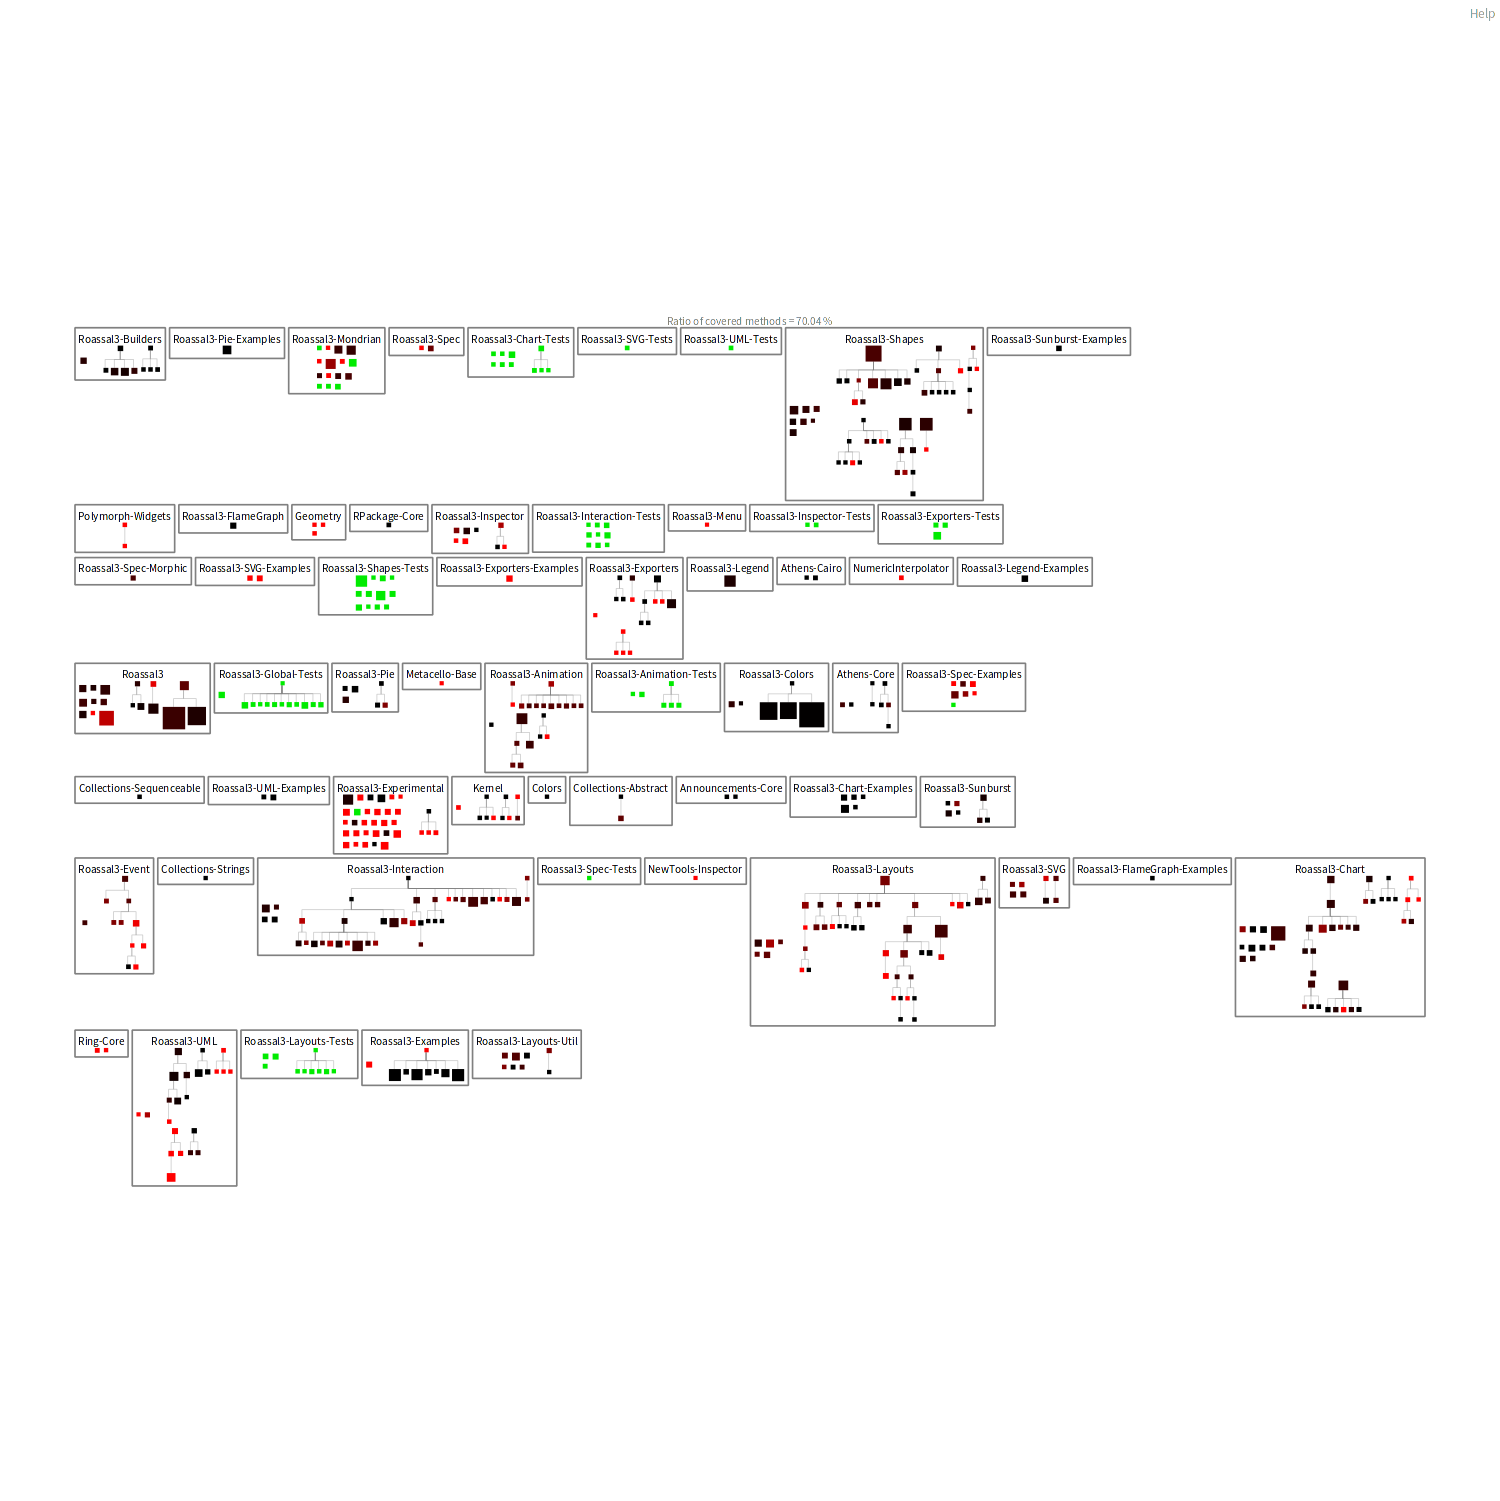 Help
Ratio of covered methods = 70.04 %
Roassal3-Builders Roassal3-Pie-Examples Roassal3-Mondrian Roassal3-Spec Roassal3-Chart-Tests Roassal3-SVG-Tests Roassal3-UML-Tests Roassal3-Shapes Roassal3-Sunburst-Examples
Polymorph-Widgets Roassal3-FlameGraph Geometry RPackage-Core Roassal3-Inspector Roassal3-Interaction-Tests Roassal3-Menu Roassal3-Inspector-Tests Roassal3-Exporters-Tests
Roassal3-Spec-Morphic Roassal3-SVG-Examples Roassal3-Shapes-Tests Roassal3-Exporters-Examples Roassal3-Exporters Roassal3-Legend Athens-Cairo NumericInterpolator Roassal3-Legend-Examples
Roassal3 Roassal3-Global-Tests Roassal3-Pie Metacello-Base Roassal3-Animation Roassal3-Animation-Tests Roassal3-Colors Athens-Core Roassal3-Spec-Examples
Collections-Sequenceable Roassal3-UML-Examples Roassal3-Experimental Kernel Colors Collections-Abstract Announcements-Core Roassal3-Chart-Examples Roassal3-Sunburst
Roassal3-Event Collections-Strings Roassal3-Interaction Roassal3-Spec-Tests NewTools-Inspector Roassal3-Layouts Roassal3-SVG Roassal3-FlameGraph-Examples Roassal3-Chart
Ring-Core Roassal3-UML Roassal3-Layouts-Tests Roassal3-Examples Roassal3-Layouts-Util